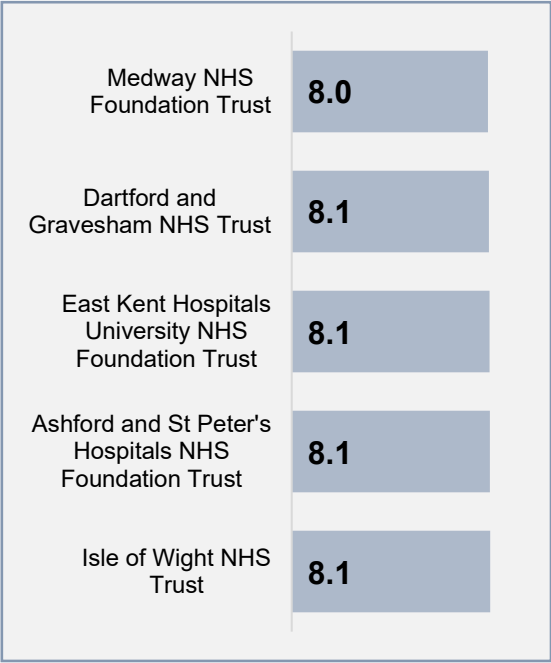 Medway NHS
Foundation Trust
8.0
Dartford and
Gravesham NHS Trust
8.1
East Kent Hospitals
University NHS
Foundation Trust
8.1
Ashford and St Peter's
Hospitals NHS
Foundation Trust
8.1
Isle of Wight NHS
Trust
8.1